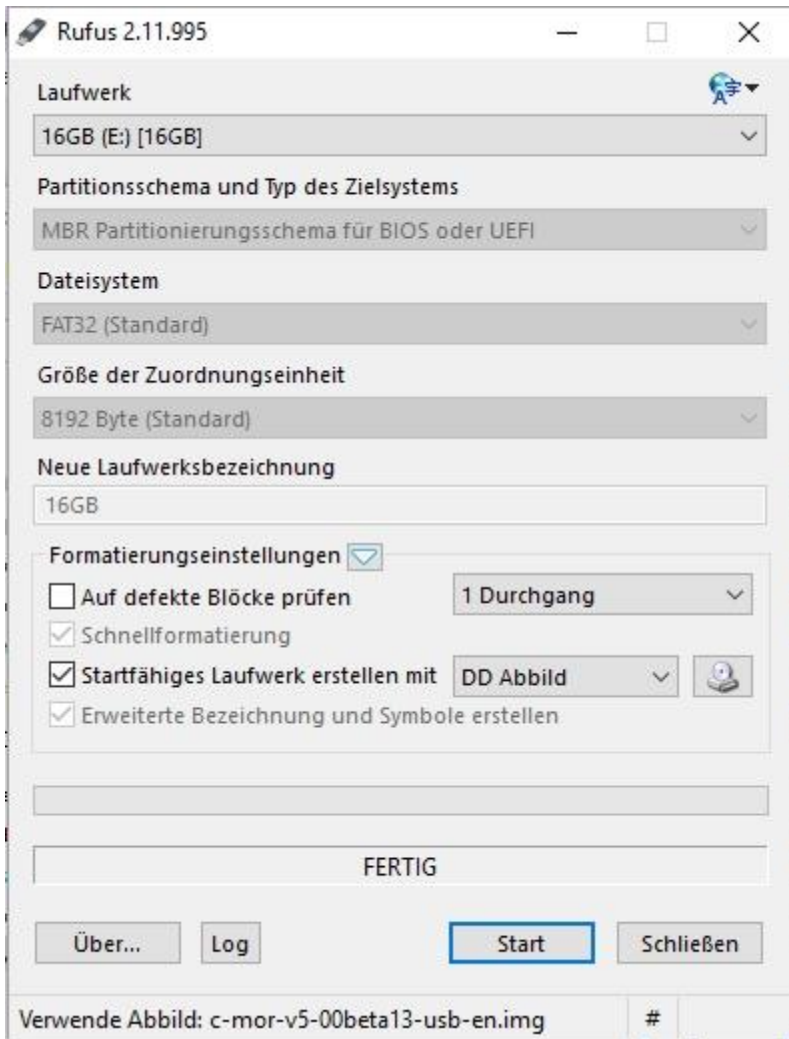 Rufus 2.11.995
Laufwerk
16GB (E:) [16GB]
Partitionsschema und Typ des Zielsystems
MBR Partitionierungsschema für BIOS oder UEFI
Dateisystem
FAT32 (Standard)
Größe der Zuordnungseinheit
8192 Byte (Standard)
Neue Laufwerksbezeichnung
16GB
Formatierungseinstellungen
Auf defekte Blöcke prüfen 1 Durchgang
Schnellformatierung
Startfähiges Laufwerk erstellen mit DD Abbild
Erweiterte Bezeichnung und Symbole erstellen
FERTIG
Über... Log Start Schließen
Verwende Abbild: c-mor-v5-00beta13-usb-en.img #